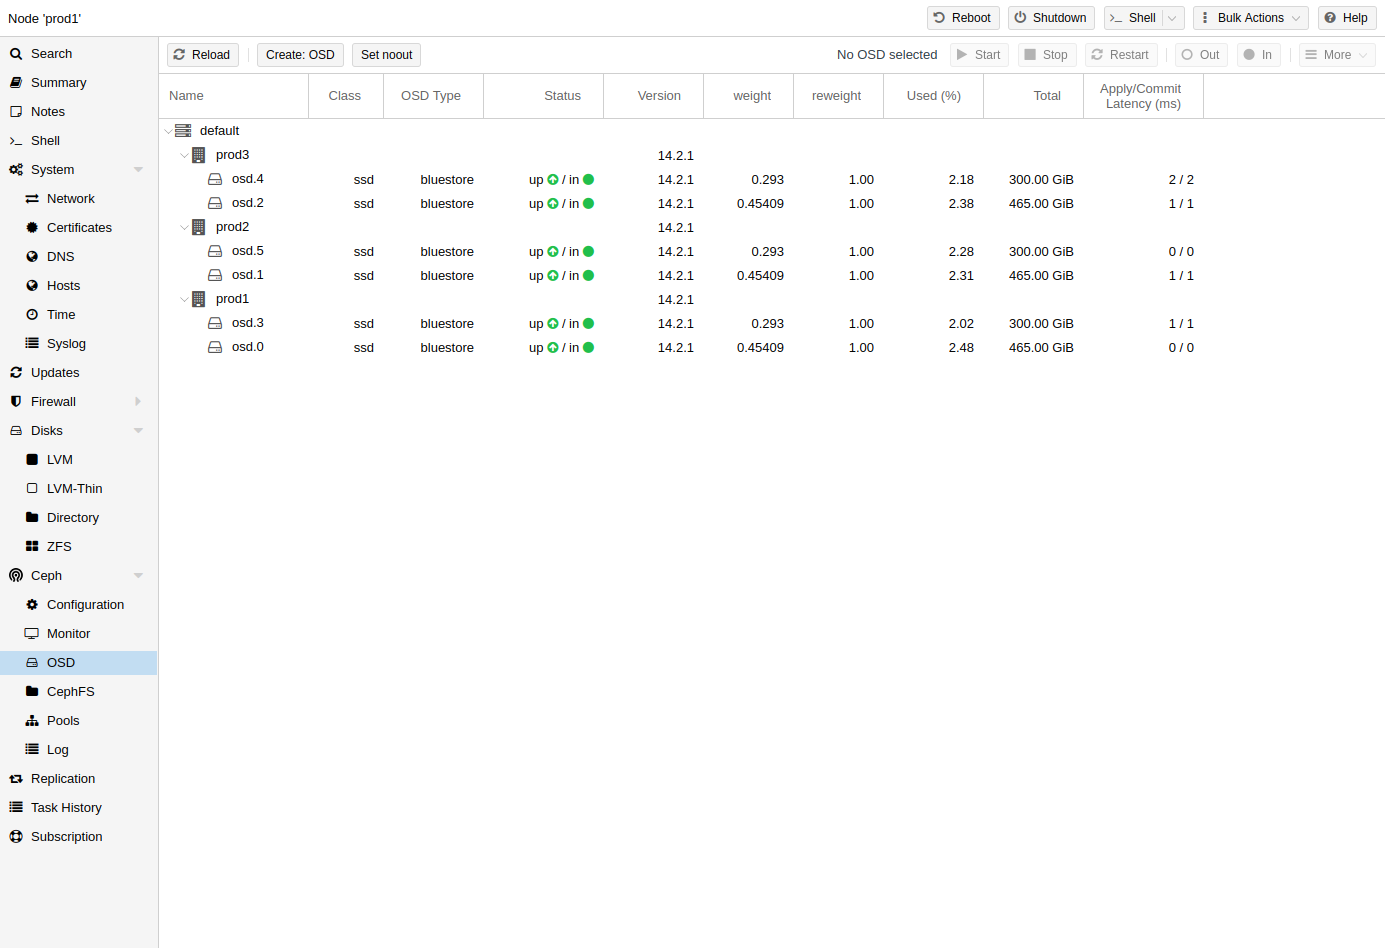 Node 'prod1'
Reboot
Shutdown
Shell
Bulk Actions
Help
Search
Summary
Notes
Shell
System
Network
Certificates
DNS
Hosts
Time
Syslog
Updates
Firewall
Disks
LVM
LVM-Thin
Directory
ZFS
Ceph
Configuration
Monitor
OSD
CephFS
Pools
Log
Replication
Task History
Subscription
Reload
Create: OSD
Set noout
No OSD selected
Start
Stop
Restart
Out
In
More
Name Class OSD Type Status Version weight reweight Used (%) Total Apply/Commit
Latency (ms)
default
prod3 14.2.1
osd.4 ssd bluestore up / in 14.2.1 0.293 1.00 2.18 300.00 GiB 2 / 2
osd.2 ssd bluestore up / in 14.2.1 0.45409 1.00 2.38 465.00 GiB 1 / 1
prod2 14.2.1
osd.5 ssd bluestore up / in 14.2.1 0.293 1.00 2.28 300.00 GiB 0 / 0
osd.1 ssd bluestore up / in 14.2.1 0.45409 1.00 2.31 465.00 GiB 1 / 1
prod1 14.2.1
osd.3 ssd bluestore up / in 14.2.1 0.293 1.00 2.02 300.00 GiB 1 / 1
osd.0 ssd bluestore up / in 14.2.1 0.45409 1.00 2.48 465.00 GiB 0 / 0